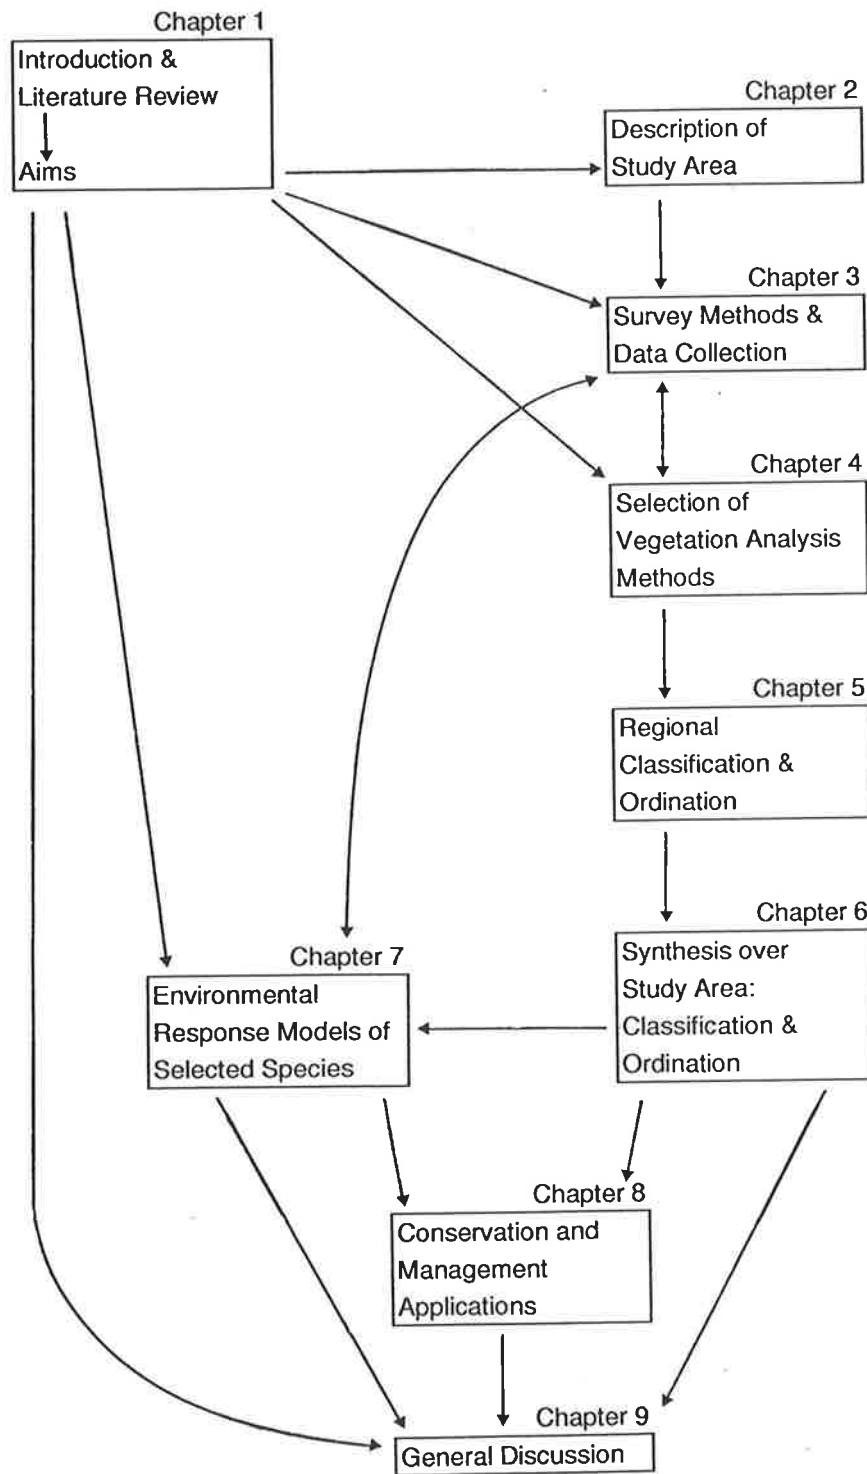 Chapter 1
Introduction &
Literature Review
Aims
Chapter 2
Description of
Study Area
Chapter 3
Survey Methods &
Data Collection
Chapter 4
Selection of
Vegetation Analysis
Methods
Chapter 5
Regional
Classification &
Ordination
Chapter 6
Synthesis over
Study Area:
Classification &
Ordination
Chapter 7
Environmental
Response Models of
Selected Species
Chapter 8
Conservation and
Management
Applications
Chapter 9
General Discussion